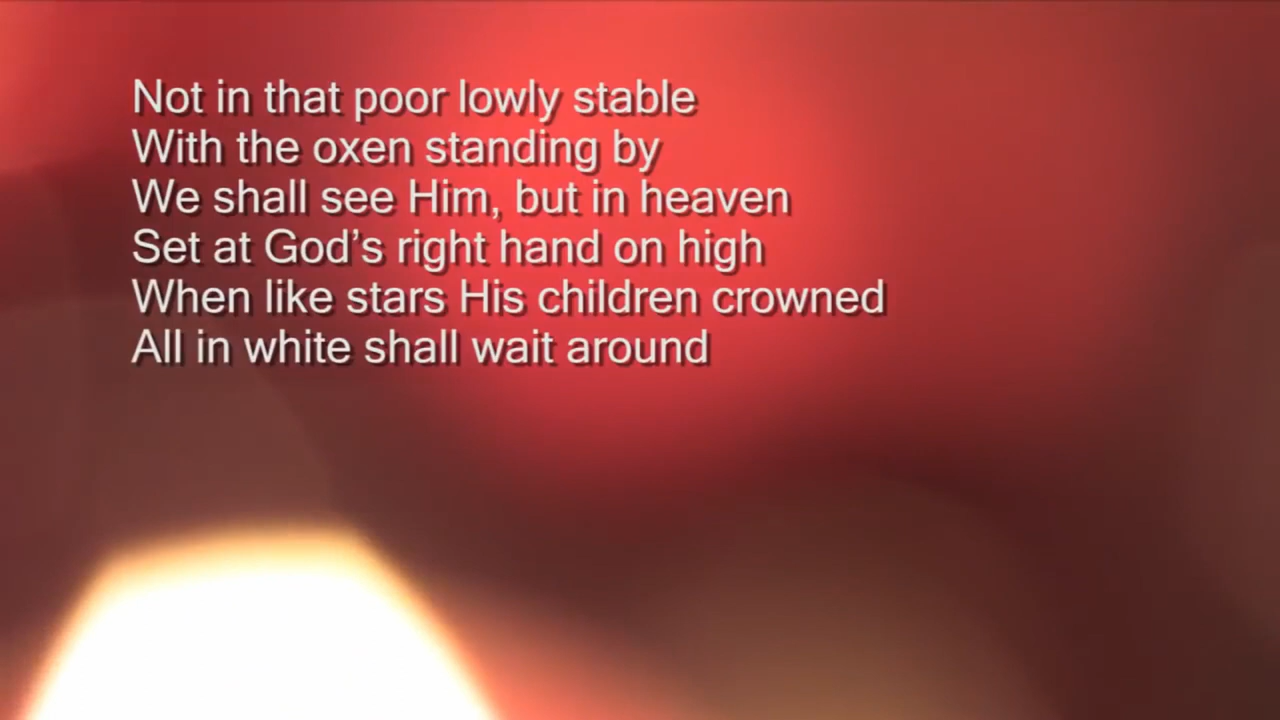 Not in that poor lowly stable
With the oxen standing by
We shall see Him, but in heaven
Set at God’s right hand on high
When like stars His children crowned
All in white shall wait around